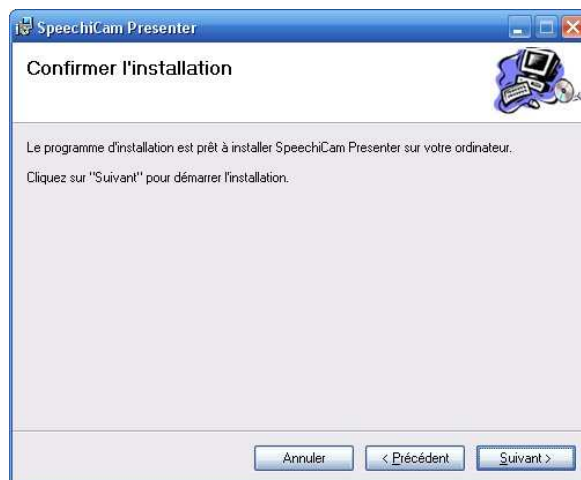 SpeechiCam Presenter
Confirmer l'installation
Le programme d'installation est prêt à installer SpeechiCam Presenter sur votre ordinateur.
Cliquez sur "Suivant" pour démarrer l'installation.
Annuler
< Précédent
Suivant >